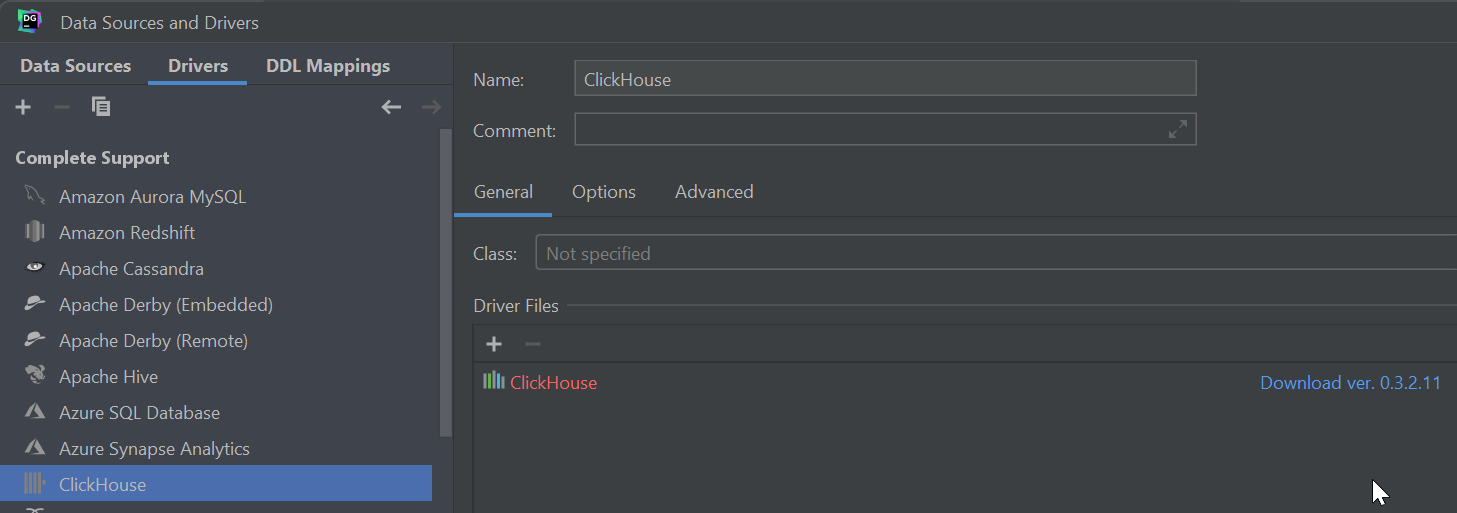 DG Data Sources and Drivers
Data Sources Drivers DDL Mappings
Complete Support
Amazon Aurora MySQL
Amazon Redshift
Apache Cassandra
Apache Derby (Embedded)
Apache Derby (Remote)
Apache Hive
Azure SQL Database
Azure Synapse Analytics
ClickHouse
Name: ClickHouse
Comment:
General Options Advanced
Class: Not specified
Driver Files
ClickHouse Download ver. 0.3.2.11